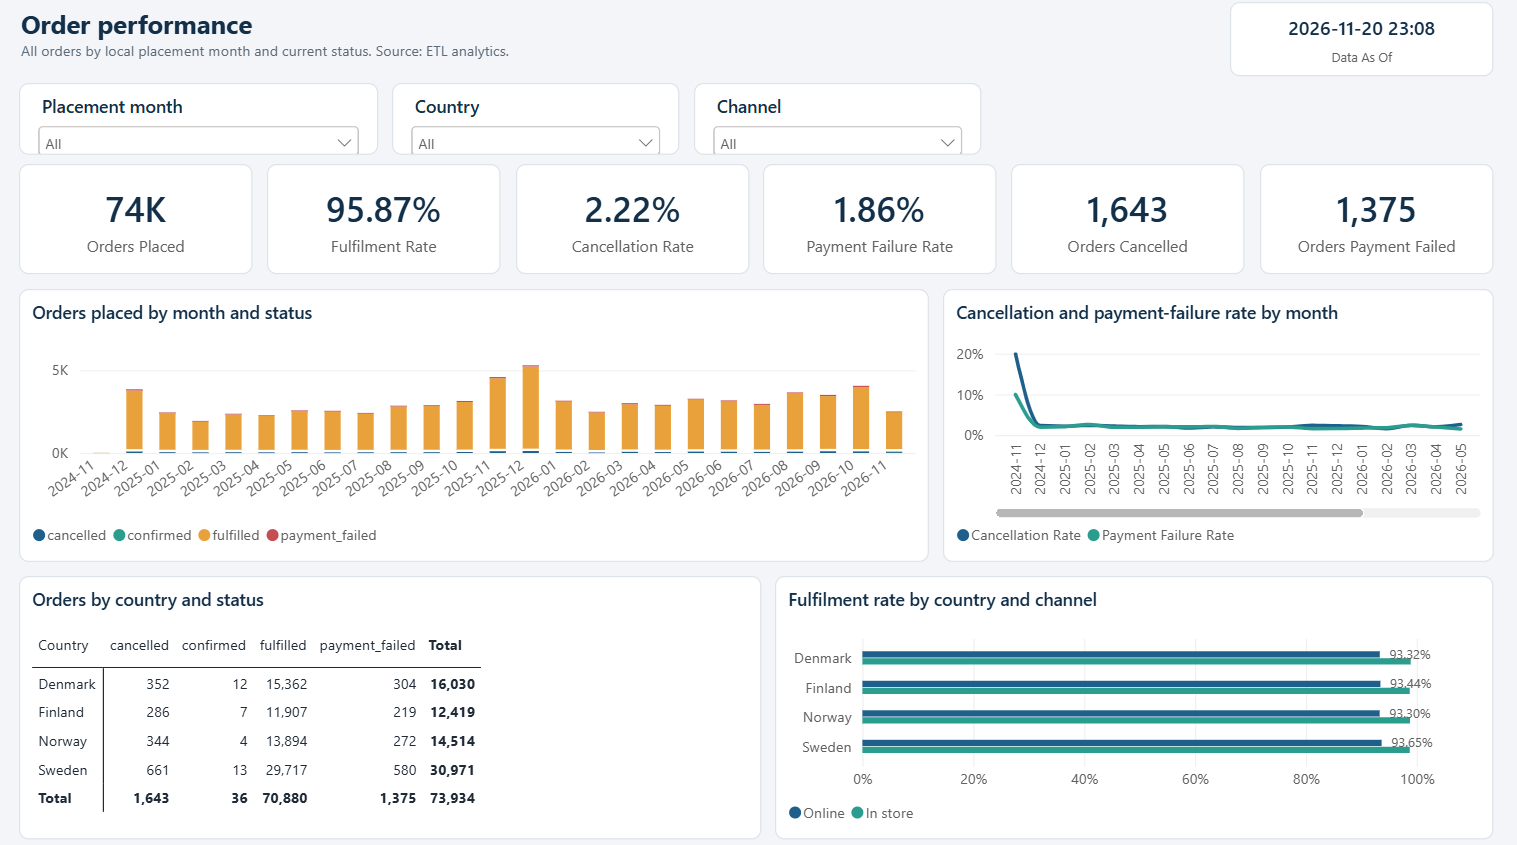 Order performance
All orders by local placement month and current status. Source: ETL analytics.
2026-11-20 23:08
Data As Of
Placement month
All
Country
All
Channel
All
74K
Orders Placed
95.87%
Fulfilment Rate
2.22%
Cancellation Rate
1.86%
Payment Failure Rate
1,643
Orders Cancelled
1,375
Orders Payment Failed
Orders placed by month and status
5K
0K
2024-11
2024-12
2025-01
2025-02
2025-03
2025-04
2025-05
2025-06
2025-07
2025-08
2025-09
2025-10
2025-11
2025-12
2026-01
2026-02
2026-03
2026-04
2026-05
2026-06
2026-07
2026-08
2026-09
2026-10
2026-11
cancelled confirmed fulfilled payment_failed
Cancellation and payment-failure rate by month
20%
10%
0%
2024-11
2024-12
2025-01
2025-02
2025-03
2025-04
2025-05
2025-06
2025-07
2025-08
2025-09
2025-10
2025-11
2025-12
2026-01
2026-02
2026-03
2026-04
2026-05
Cancellation Rate Payment Failure Rate
Orders by country and status
Country cancelled confirmed fulfilled payment_failed Total
Denmark 352 12 15,362 304 16,030
Finland 286 7 11,907 219 12,419
Norway 344 4 13,894 272 14,514
Sweden 661 13 29,717 580 30,971
Total 1,643 36 70,880 1,375 73,934
Fulfilment rate by country and channel
Denmark 93.32%
Finland 93.44%
Norway 93.30%
Sweden 93.65%
0% 20% 40% 60% 80% 100%
Online In store